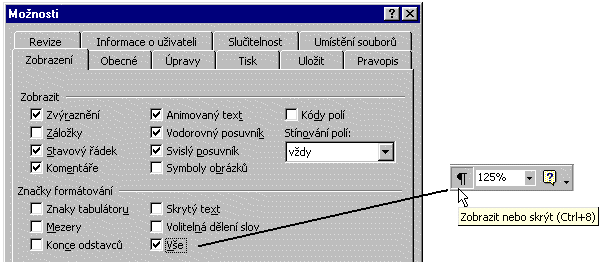 Možnosti
Revize Informace o uživateli Slučitelnost Umístění souborů
Zobrazení Obecné Úpravy Tisk Uložit Pravopis
Zobrazit
Zvýraznění Animovaný text Kódy polí
Záložky Vodorovný posuvník Stínování polí:
Stavový řádek Svislý posuvník vždy
Komentáře Symboly obrázků
Značky formátování
Znaky tabulátoru Skrytý text
Mezery Volitelná dělení slov
Konce odstavců Vše
¶ 125% ?
Zobrazit nebo skrýt (Ctrl+8)